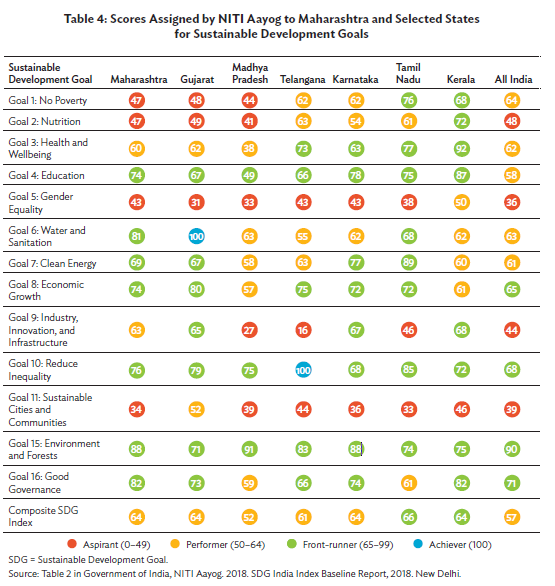 Table 4: Scores Assigned by NITI Aayog to Maharashtra and Selected States
for Sustainable Development Goals
Sustainable Madhya Tamil
Development Goal Maharashtra Gujarat Pradesh Telangana Karnataka Nadu Kerala All India
Goal 1: No Poverty 47 48 44 62 62 76 68 64
Goal 2: Nutrition 47 49 41 63 54 61 72 48
Goal 3: Health and
Wellbeing 60 62 38 73 63 77 92 62
Goal 4: Education 74 67 49 66 78 75 87 58
Goal 5: Gender
Equality 43 31 33 43 43 38 50 36
Goal 6: Water and
Sanitation 81 100 63 55 62 68 62 63
Goal 7: Clean Energy 69 67 58 63 77 89 60 61
Goal 8: Economic
Growth 74 80 57 75 72 72 61 65
Goal 9: Industry,
Innovation, and
Infrastructure 63 65 27 16 67 46 68 44
Goal 10: Reduce
Inequality 76 79 75 100 68 85 72 68
Goal 11: Sustainable
Cities and
Communities 34 52 39 44 36 33 46 39
Goal 15: Environment
and Forests 88 71 91 83 88 74 75 90
Goal 16: Good
Governance 82 73 59 66 74 61 82 71
Composite SDG
Index 64 64 52 61 64 66 64 57
Aspirant (0–49) Performer (50–64) Front-runner (65–99) Achiever (100)
SDG = Sustainable Development Goal.
Source: Table 2 in Government of India, NITI Aayog. 2018. SDG India Index Baseline Report, 2018. New Delhi.